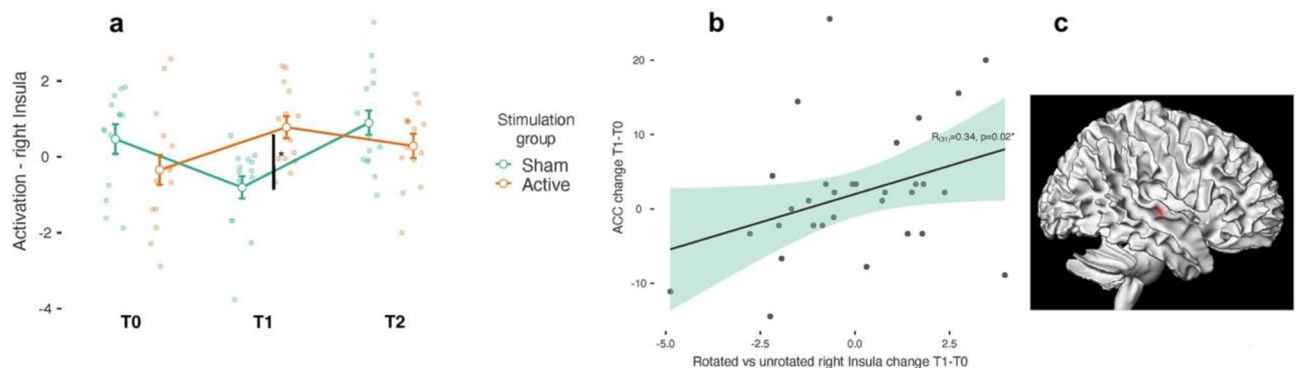 a
Activation - right Insula
2
0
-2
-4
*
T0
T1
T2
Stimulation
group
Sham
Active
b
ACC change T1-T0
20
10
0
-10
R(31)=0.34, p=0.02*
-5.0
-2.5
0.0
2.5
Rotated vs unrotated right Insula change T1-T0
c